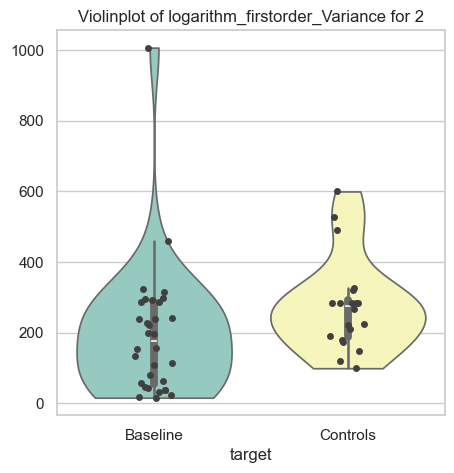 Violinplot of logarithm_firstorder_Variance for 2
1000
800
600
400
200
0
Baseline
Controls
target